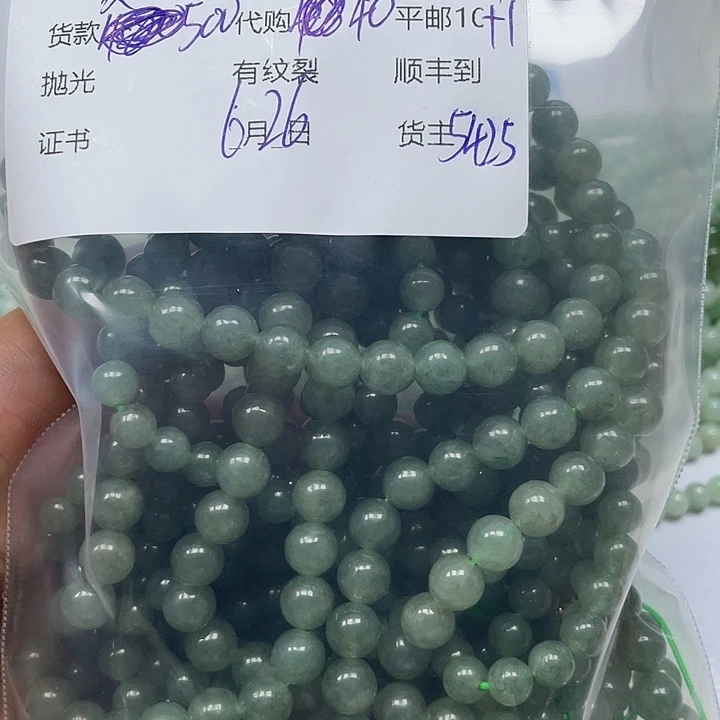 货款 500 代购 40 平邮10+1
抛光 有纹裂 顺丰到
证书 6月26日 货主5425